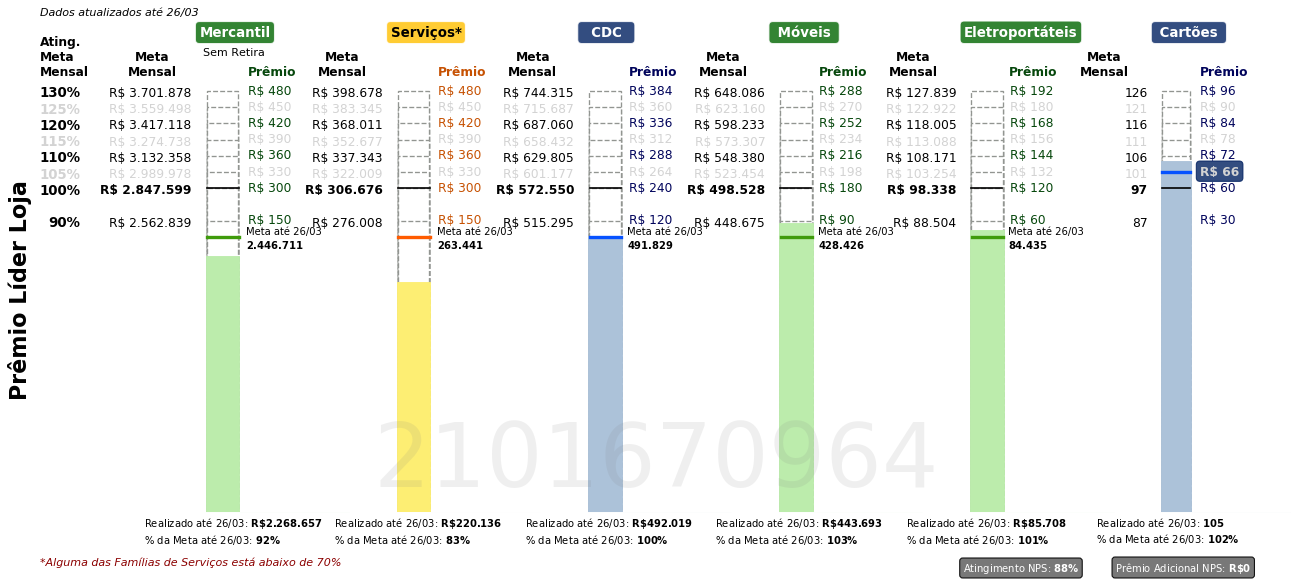 Dados atualizados até 26/03
Mercantil Serviços* CDC Móveis Eletroportáteis Cartões
Sem Retira
Ating. Meta Mensal Meta Mensal Prêmio Meta Mensal Prêmio Meta Mensal Prêmio Meta Mensal Prêmio Meta Mensal Prêmio Meta Mensal Prêmio
130% R$ 3.701.878 R$ 480 R$ 398.678 R$ 480 R$ 744.315 R$ 384 R$ 648.086 R$ 288 R$ 127.839 R$ 192 126 R$ 96
125% R$ 3.559.498 R$ 450 R$ 383.345 R$ 450 R$ 715.687 R$ 360 R$ 623.160 R$ 270 R$ 122.922 R$ 180 121 R$ 90
120% R$ 3.417.118 R$ 420 R$ 368.011 R$ 420 R$ 687.060 R$ 336 R$ 598.233 R$ 252 R$ 118.005 R$ 168 116 R$ 84
115% R$ 3.274.738 R$ 390 R$ 352.677 R$ 390 R$ 658.432 R$ 312 R$ 573.307 R$ 234 R$ 113.088 R$ 156 111 R$ 78
110% R$ 3.132.358 R$ 360 R$ 337.343 R$ 360 R$ 629.805 R$ 288 R$ 548.380 R$ 216 R$ 108.171 R$ 144 106 R$ 72
105% R$ 2.989.978 R$ 330 R$ 322.009 R$ 330 R$ 601.177 R$ 264 R$ 523.454 R$ 198 R$ 103.254 R$ 132 101 R$ 66
100% R$ 2.847.599 R$ 300 R$ 306.676 R$ 300 R$ 572.550 R$ 240 R$ 498.528 R$ 180 R$ 98.338 R$ 120 97 R$ 60
90% R$ 2.562.839 R$ 150 R$ 276.008 R$ 150 R$ 515.295 R$ 120 R$ 448.675 R$ 90 R$ 88.504 R$ 60 87 R$ 30
Meta até 26/03 Meta até 26/03 Meta até 26/03 Meta até 26/03 Meta até 26/03
2.446.711 263.441 491.829 428.426 84.435
Prêmio Líder Loja
2101670964
Realizado até 26/03: R$2.268.657 Realizado até 26/03: R$220.136 Realizado até 26/03: R$492.019 Realizado até 26/03: R$443.693 Realizado até 26/03: R$85.708 Realizado até 26/03: 105
% da Meta até 26/03: 92% % da Meta até 26/03: 83% % da Meta até 26/03: 100% % da Meta até 26/03: 103% % da Meta até 26/03: 101% % da Meta até 26/03: 102%
*Alguma das Famílias de Serviços está abaixo de 70%
Atingimento NPS: 88% Prêmio Adicional NPS: R$0